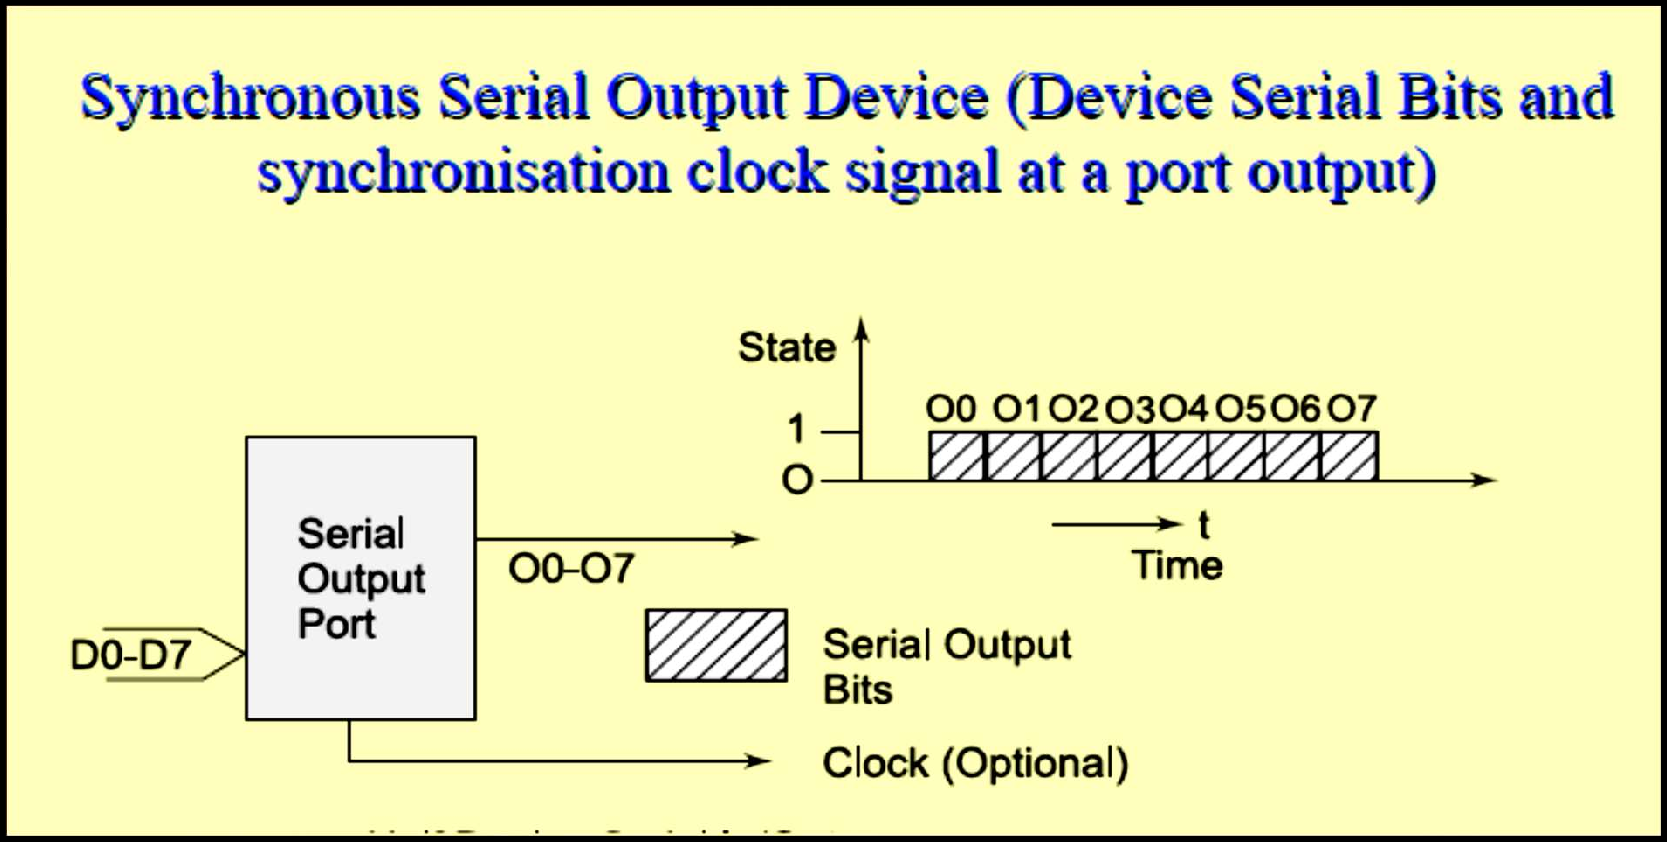 Synchronous Serial Output Device (Device Serial Bits and
synchronisation clock signal at a port output)
State
O0 O1 O2 O3 O4 O5 O6 O7
1
O
t
Time
Serial
Output
Port
O0-O7
D0-D7
Serial Output
Bits
Clock (Optional)